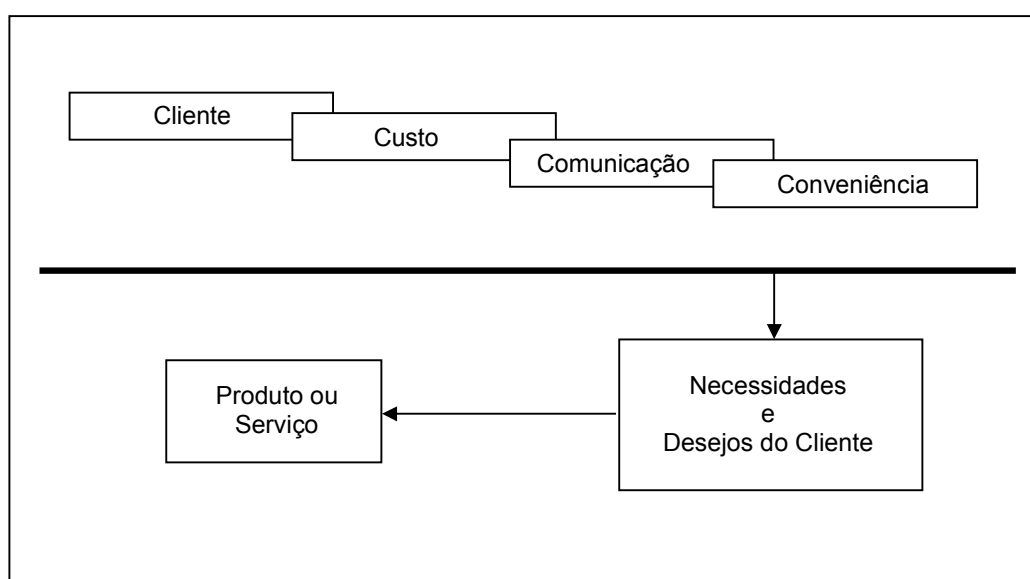 Cliente
Custo
Comunicação
Conveniência
Produto ou
Serviço
Necessidades
e
Desejos do Cliente